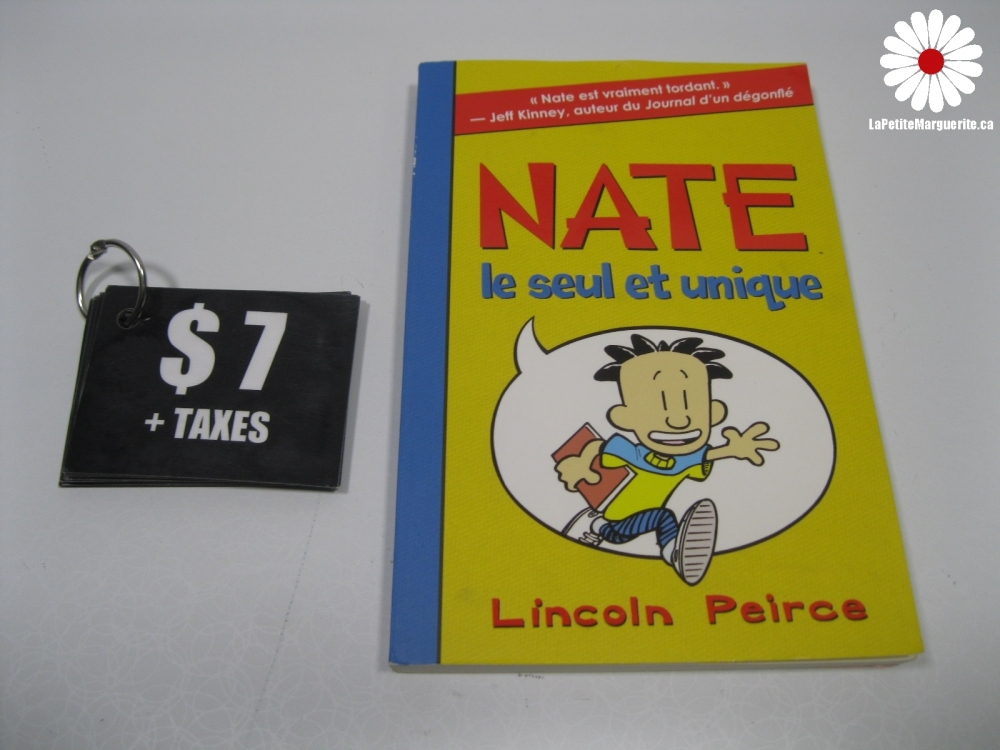 LaPetiteMarguerite.ca
« Nate est vraiment tordant. »
— Jeff Kinney, auteur du Journal d'un dégonflé
NATE
le seul et unique
Lincoln Peirce
$ 7
+ TAXES